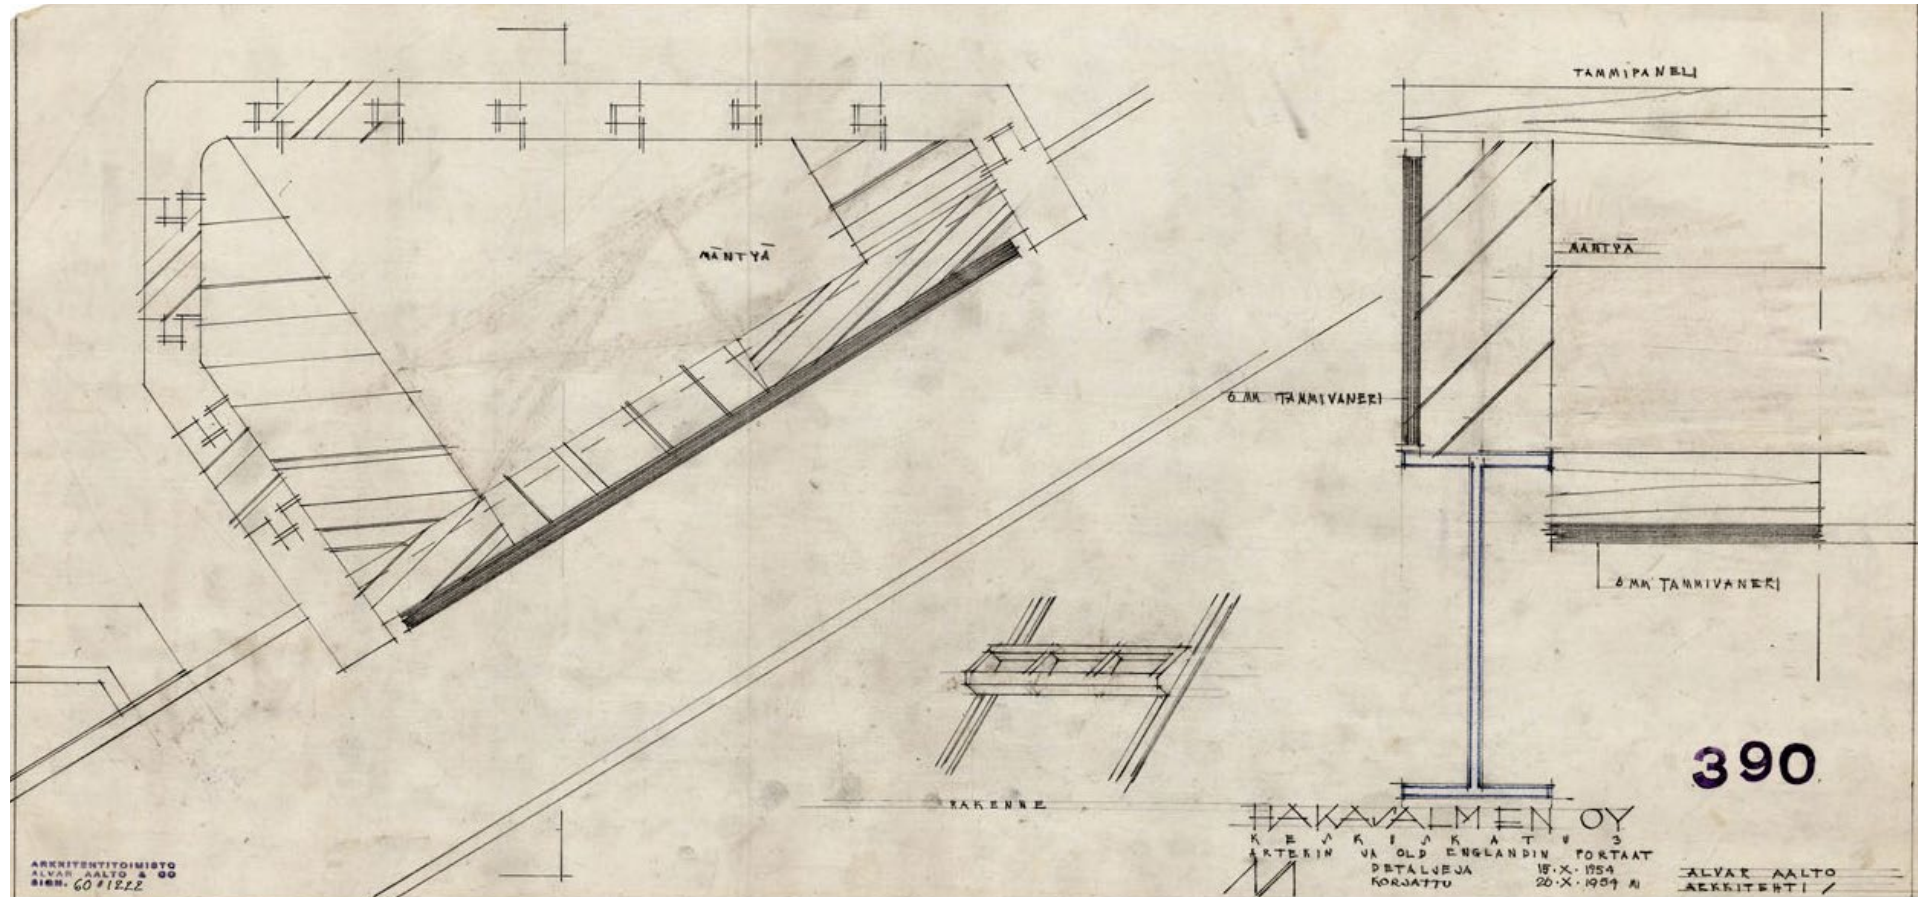 TAMMIPANELI
MÄNTYÄ
MÄNTYÄ
6 MM TAMMIVANERI
6 MM TAMMIVANERI
RAKENNE
390
HAKAVALMEN OY
KESKUSKATU 3
ARTEKIN JA OLD ENGLANDIN PORTAAT
DETALJEJA 15.X.1954
KORJATTU 20.X.1954
ALVAR AALTO
ARKKITEHTI
ARKKITEHTITOIMISTO
ALVAR AALTO & CO
SIGN. 60